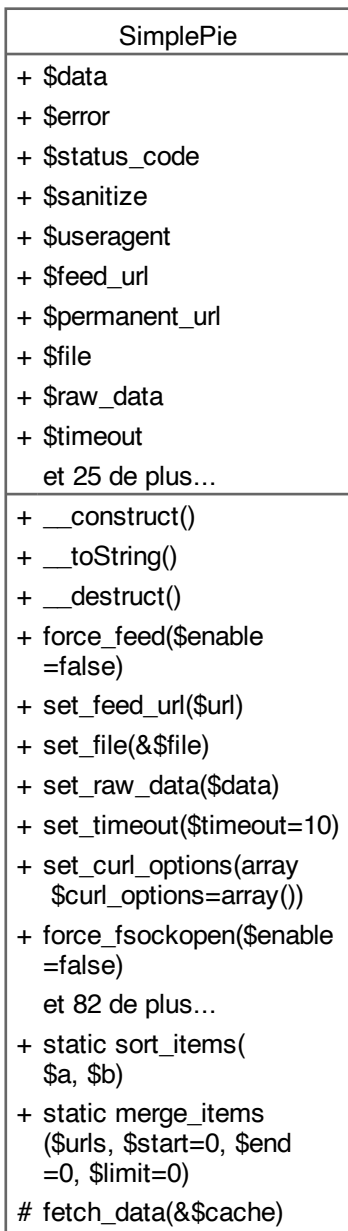 SimplePie
+ $data
+ $error
+ $status_code
+ $sanitize
+ $useragent
+ $feed_url
+ $permanent_url
+ $file
+ $raw_data
+ $timeout
et 25 de plus...
+ __construct()
+ __toString()
+ __destruct()
+ force_feed($enable
=false)
+ set_feed_url($url)
+ set_file(&$file)
+ set_raw_data($data)
+ set_timeout($timeout=10)
+ set_curl_options(array
$curl_options=array())
+ force_fsockopen($enable
=false)
et 82 de plus...
+ static sort_items(
$a, $b)
+ static merge_items
($urls, $start=0, $end
=0, $limit=0)
# fetch_data(&$cache)